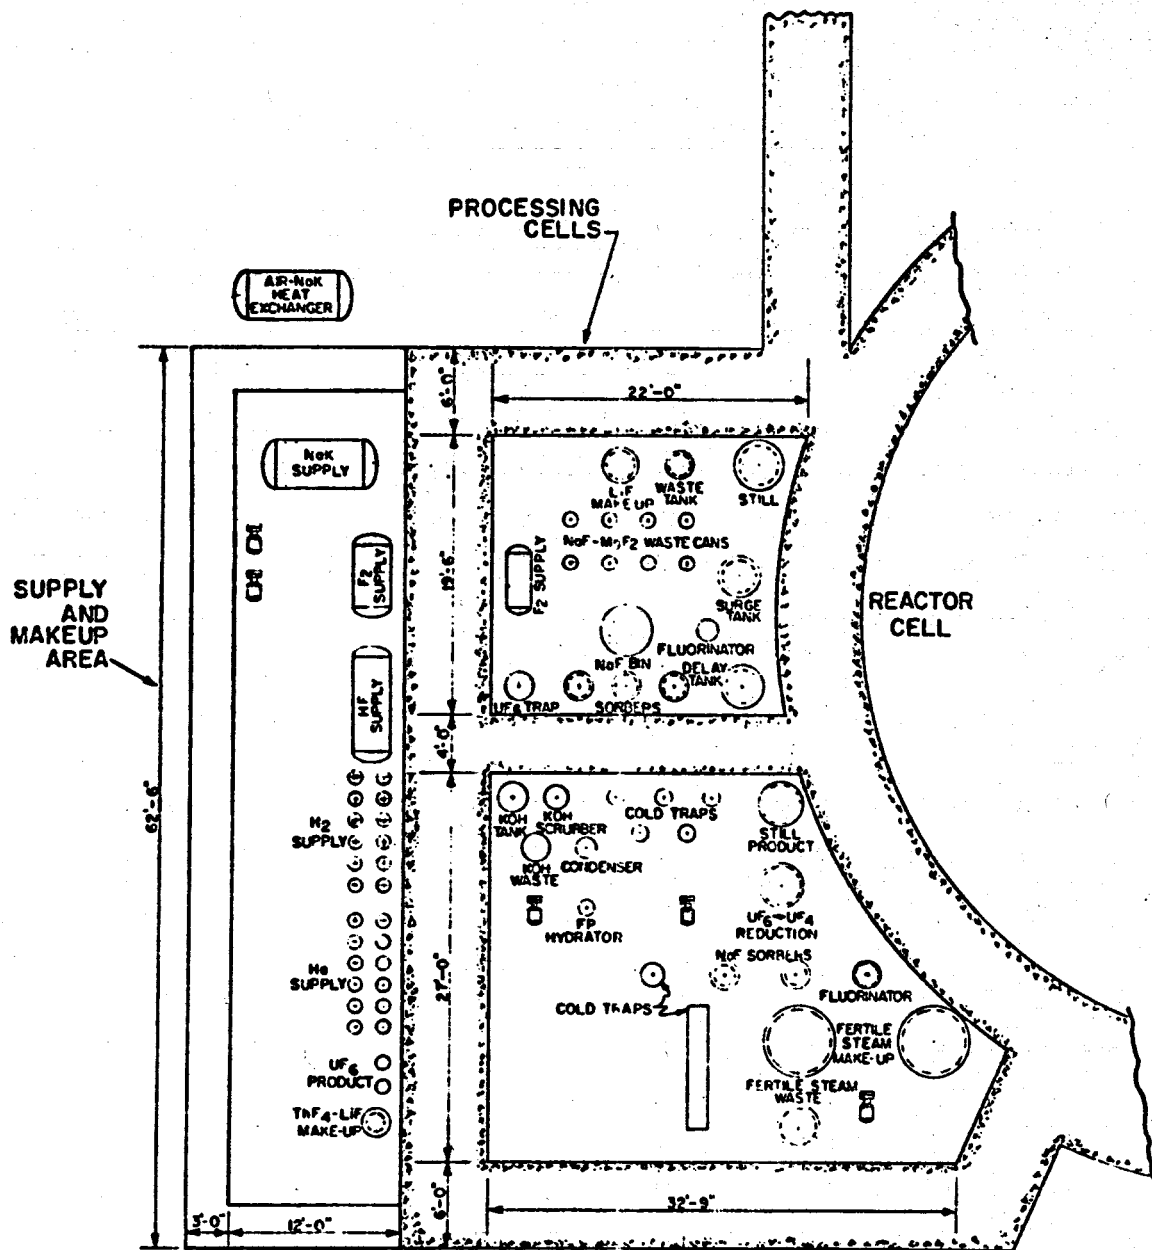 PROCESSING
CELLS
AIR-NaK
HEAT
EXCHANGER
6'-0"
22'-0"
NaK
SUPPLY
LiF
MAKE UP
WASTE
TANK
STILL
NaF-MgF2 WASTE CANS
F2
SUPPLY
F2 SUPPLY
19'-6"
SURGE
TANK
SUPPLY
AND
MAKEUP
AREA
REACTOR
CELL
FLUORINATOR
NaF BIN
DELAY
TANK
HF
SUPPLY
UF6 TRAP
SORBERS
4'-0"
62'-6"
KOH
TANK
KOH
SCRUBBER
COLD TRAPS
H2
SUPPLY
STILL
PRODUCT
KOH
WASTE
CONDENSER
FP
HYDRATOR
UF6-UF4
REDUCTION
NaF SORBERS
27'-0"
He
SUPPLY
FLUORINATOR
COLD TRAPS
FERTILE
STEAM
MAKE-UP
UF6
PRODUCT
FERTILE STEAM
WASTE
ThF4-LiF
MAKE-UP
6'-0"
32'-9"
3'-0"
12'-0"